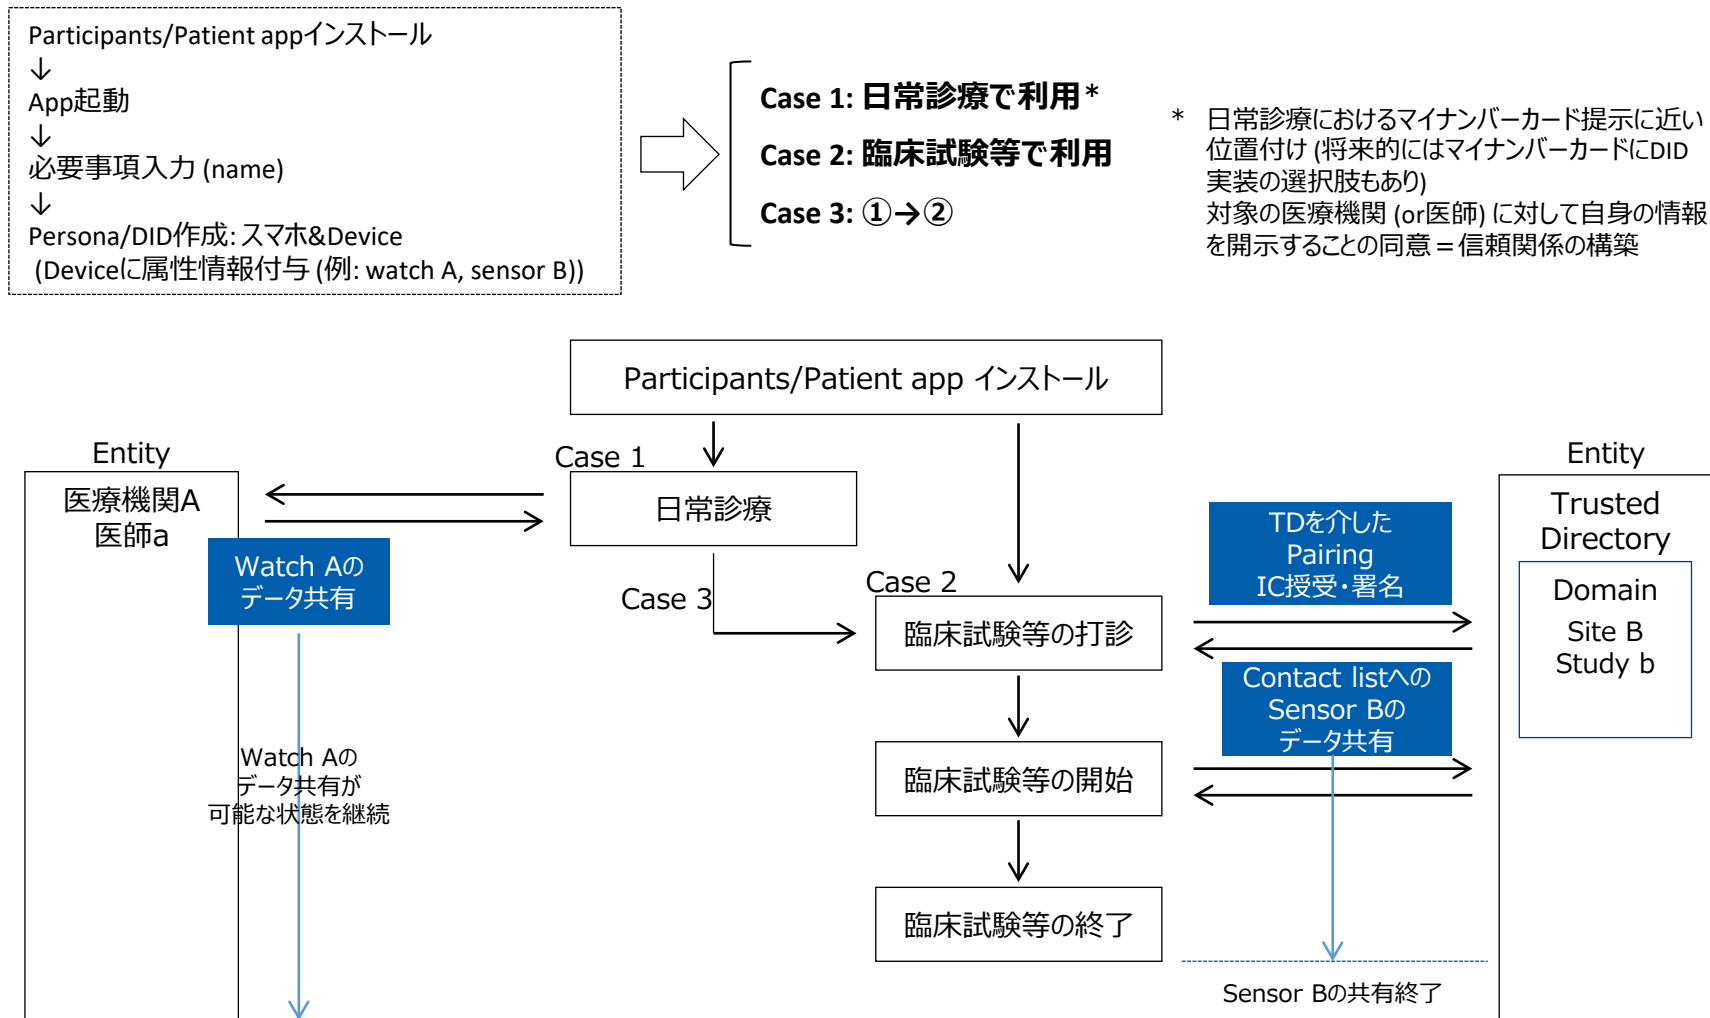 Participants/Patient appインストール
↓
App起動
↓
必要事項入力 (name)
↓
Persona/DID作成: スマホ&Device
(Deviceに属性情報付与 (例: watch A, sensor B))
Case 1: 日常診療で利用*
Case 2: 臨床試験等で利用
Case 3: ①→②
* 日常診療におけるマイナンバーカード提示に近い
位置付け (将来的にはマイナンバーカードにDID
実装の選択肢もあり)
対象の医療機関 (or医師) に対して自身の情報
を開示することの同意＝信頼関係の構築
Participants/Patient app インストール
Entity
医療機関A
医師a
Watch Aの
データ共有
Watch Aの
データ共有が
可能な状態を継続
Case 1
日常診療
Case 3
Case 2
臨床試験等の打診
臨床試験等の開始
臨床試験等の終了
TDを介した
Pairing
IC授受・署名
Contact listへの
Sensor Bの
データ共有
Sensor Bの共有終了
Entity
Trusted
Directory
Domain
Site B
Study b